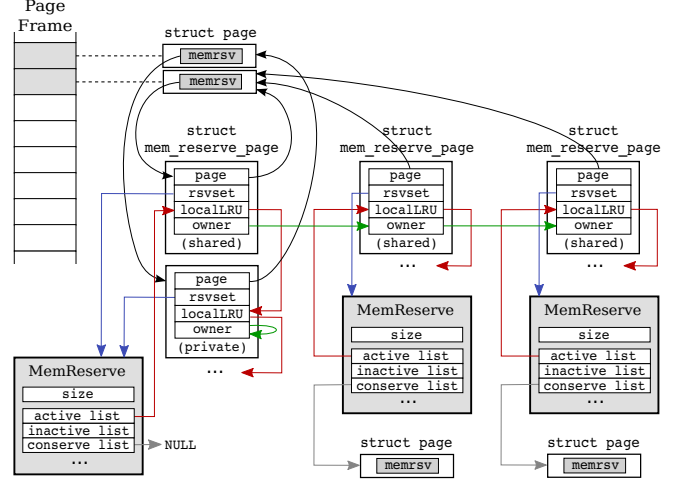 Page
Frame
struct page
memrsv
memrsv
struct
mem_reserve_page
page
rsvset
localLRU
owner
(shared)
struct
mem_reserve_page
page
rsvset
localLRU
owner
(shared)
...
struct
mem_reserve_page
page
rsvset
localLRU
owner
(shared)
...
page
rsvset
localLRU
owner
(private)
...
MemReserve
size
active list
inactive list
conserve list
...
NULL
MemReserve
size
active list
inactive list
conserve list
...
MemReserve
size
active list
inactive list
conserve list
...
struct page
memrsv
struct page
memrsv